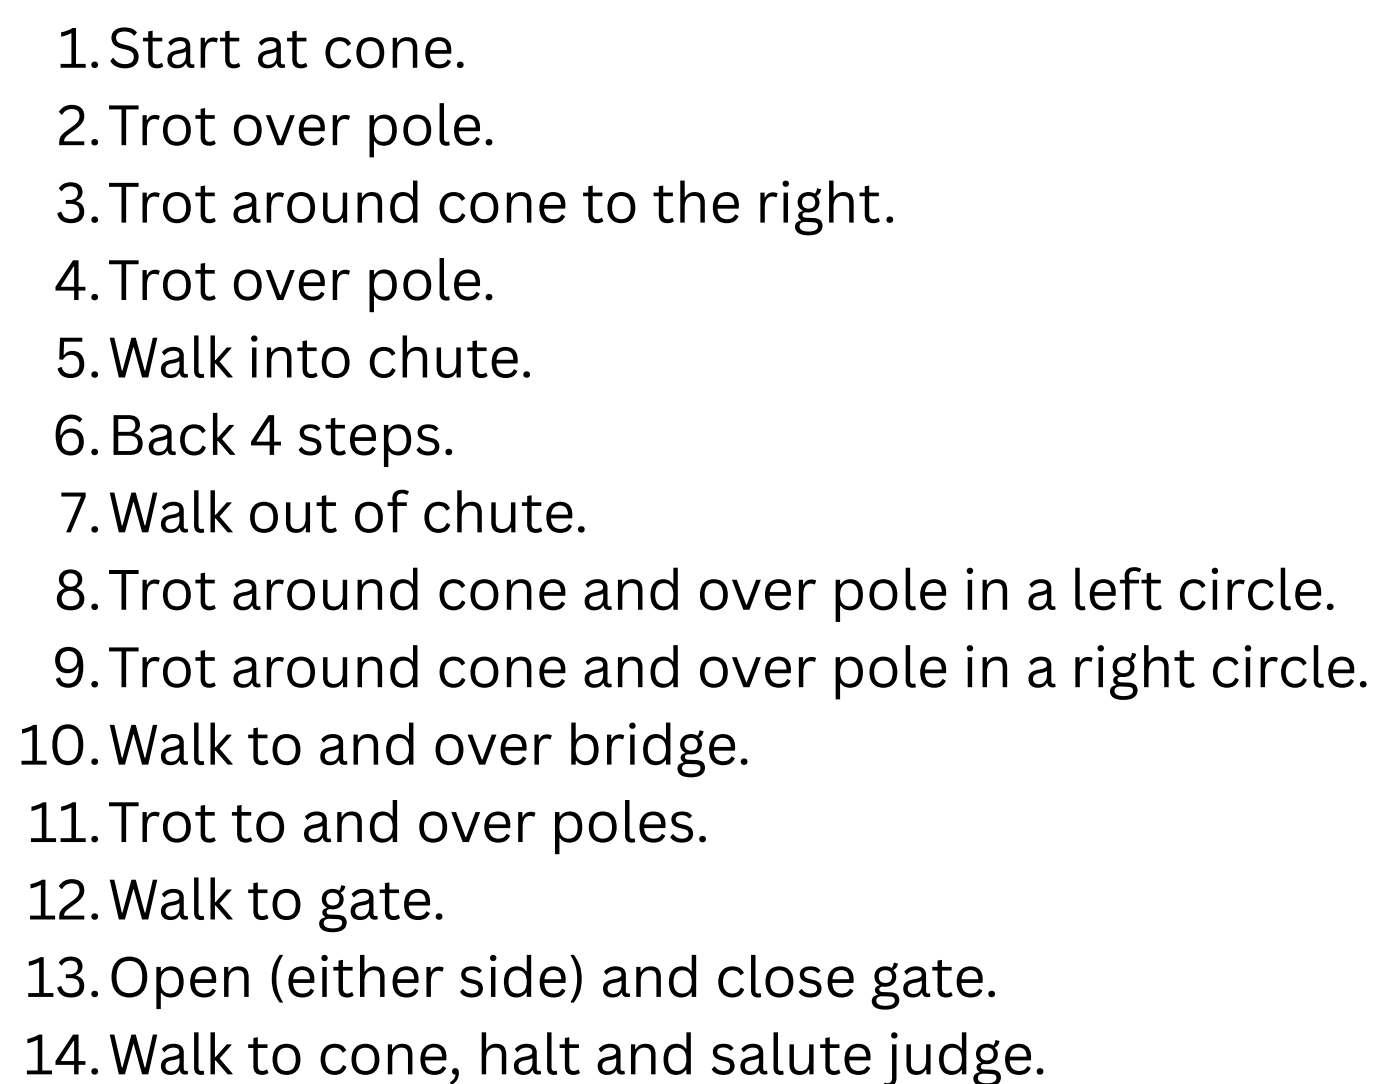 1. Start at cone.
2. Trot over pole.
3. Trot around cone to the right.
4. Trot over pole.
5. Walk into chute.
6. Back 4 steps.
7. Walk out of chute.
8. Trot around cone and over pole in a left circle.
9. Trot around cone and over pole in a right circle.
10. Walk to and over bridge.
11. Trot to and over poles.
12. Walk to gate.
13. Open (either side) and close gate.
14. Walk to cone, halt and salute judge.